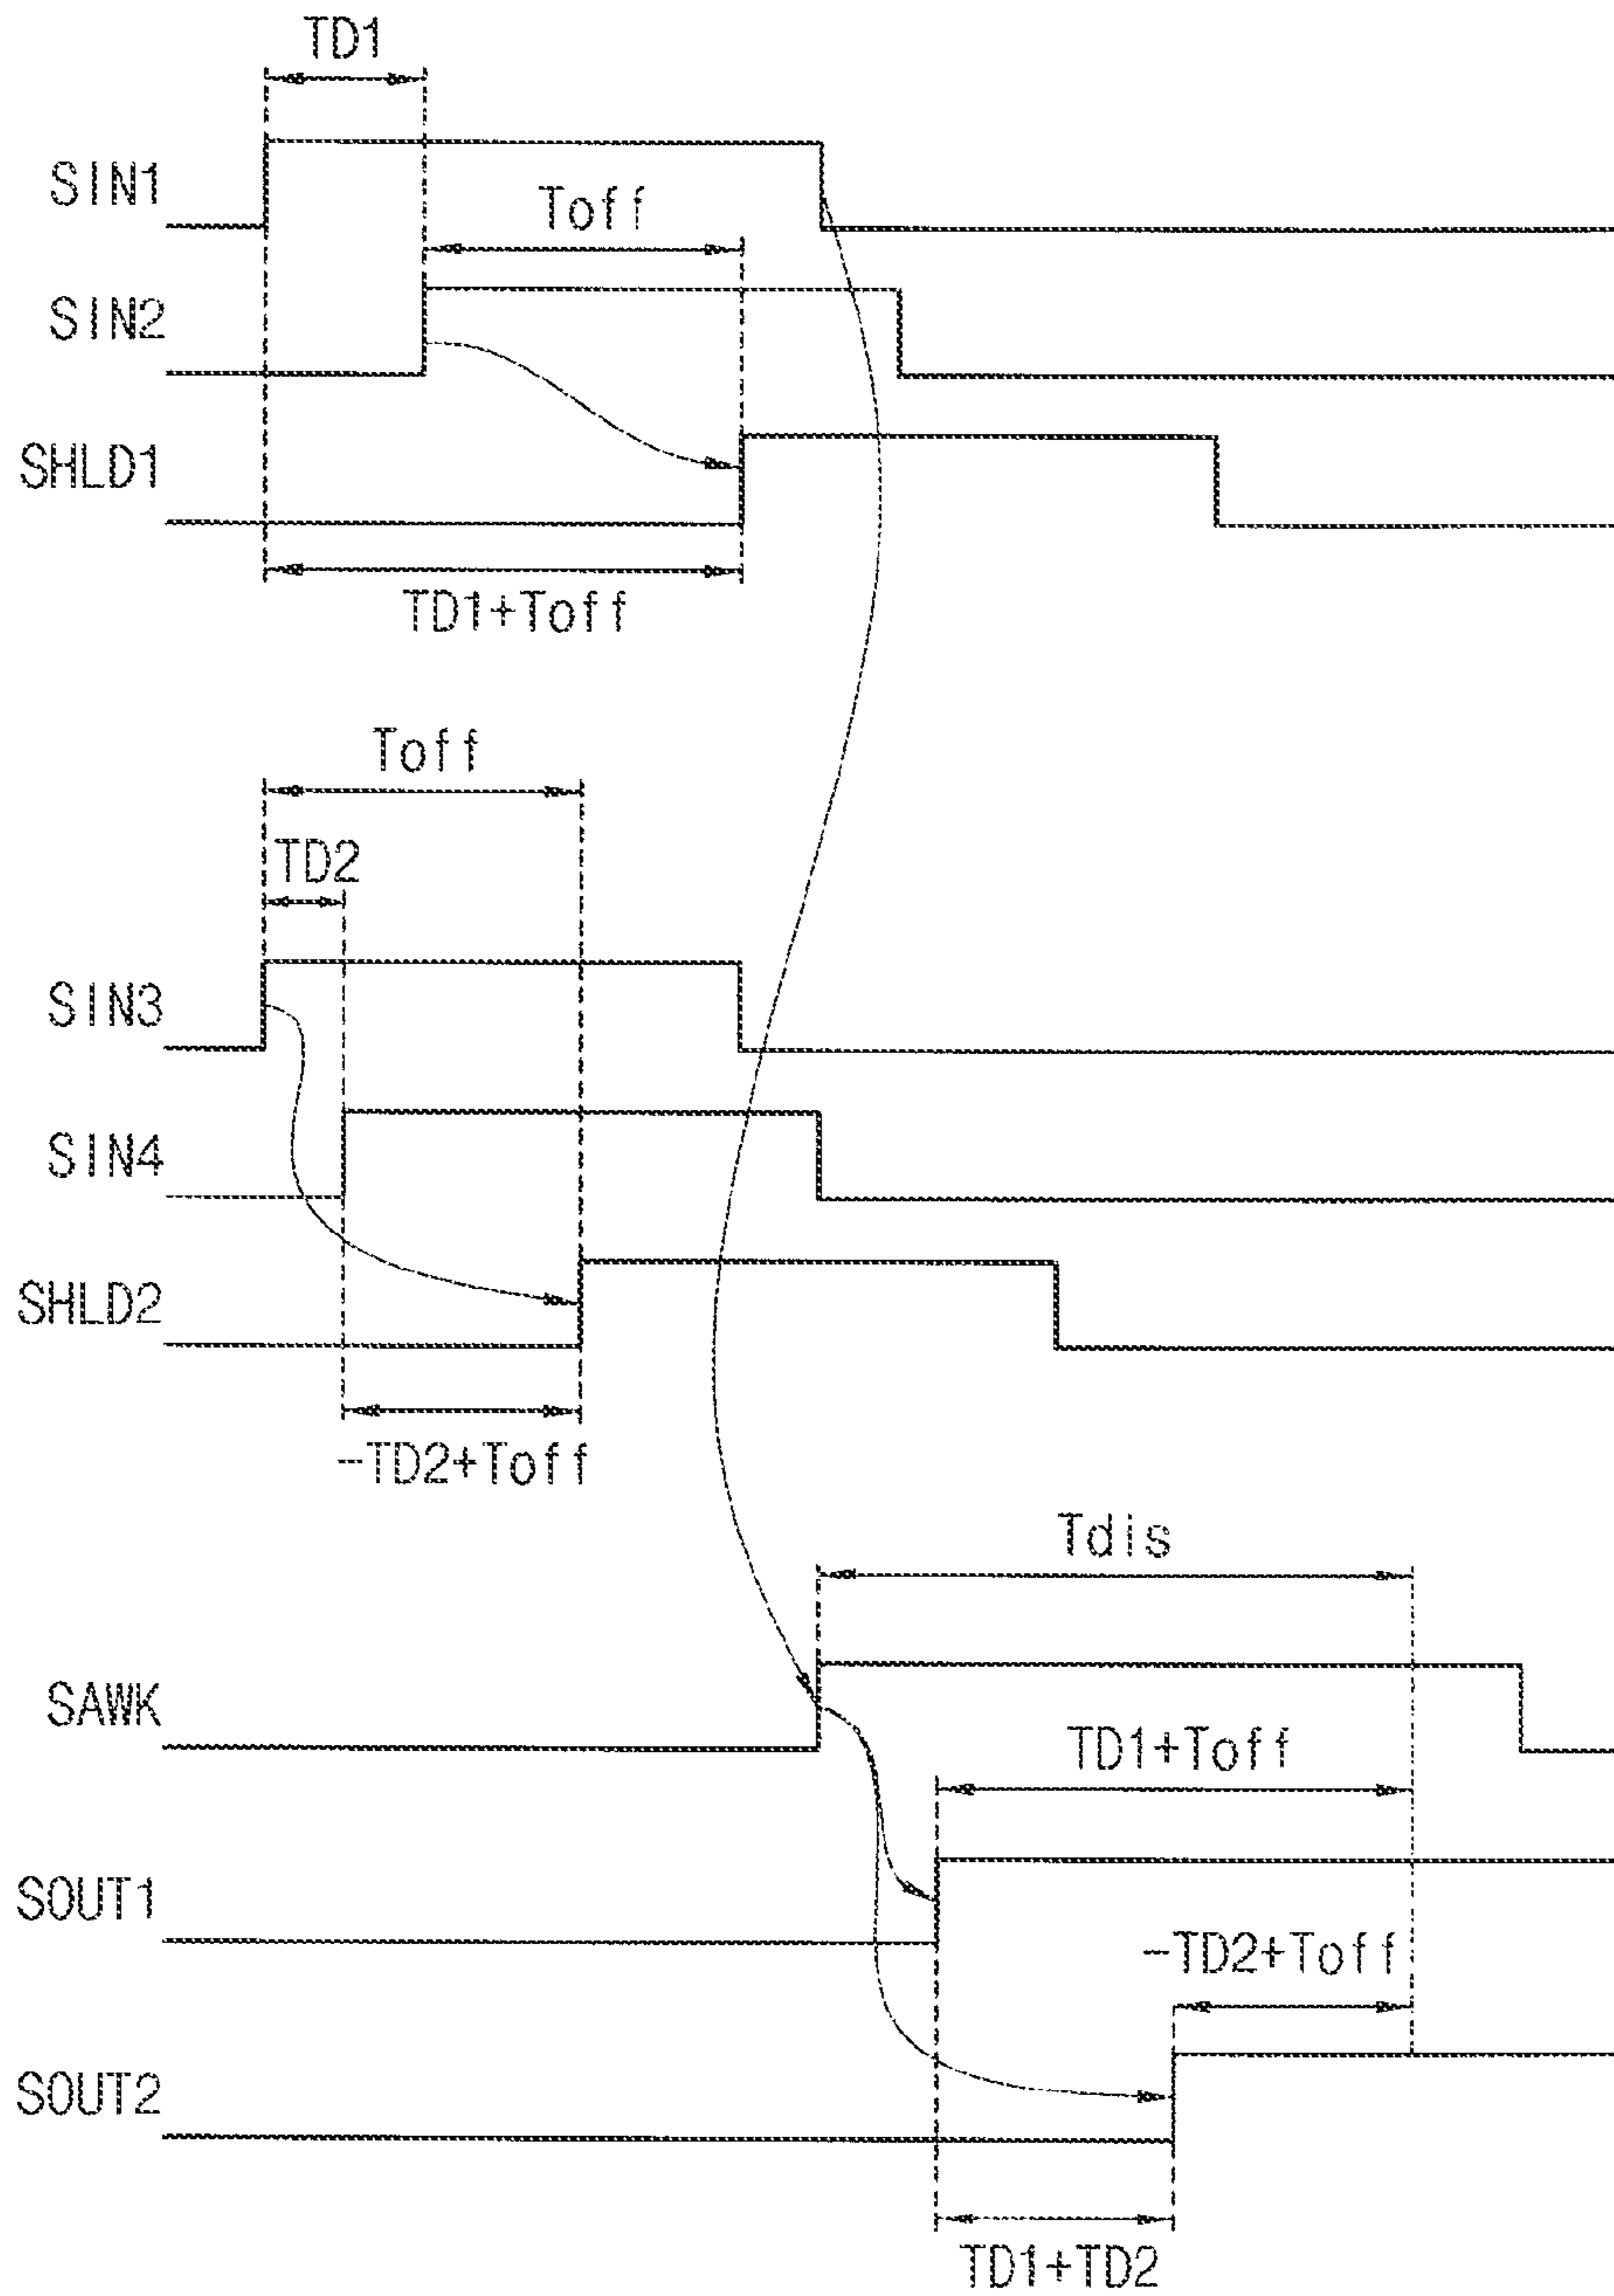 TD1
SIN1
Toff
SIN2
SHLD1
TD1+Toff
Toff
TD2
SIN3
SIN4
SHLD2
-TD2+Toff
Tdis
SAWK
TD1+Toff
SOUT1
-TD2+Toff
SOUT2
TD1+TD2